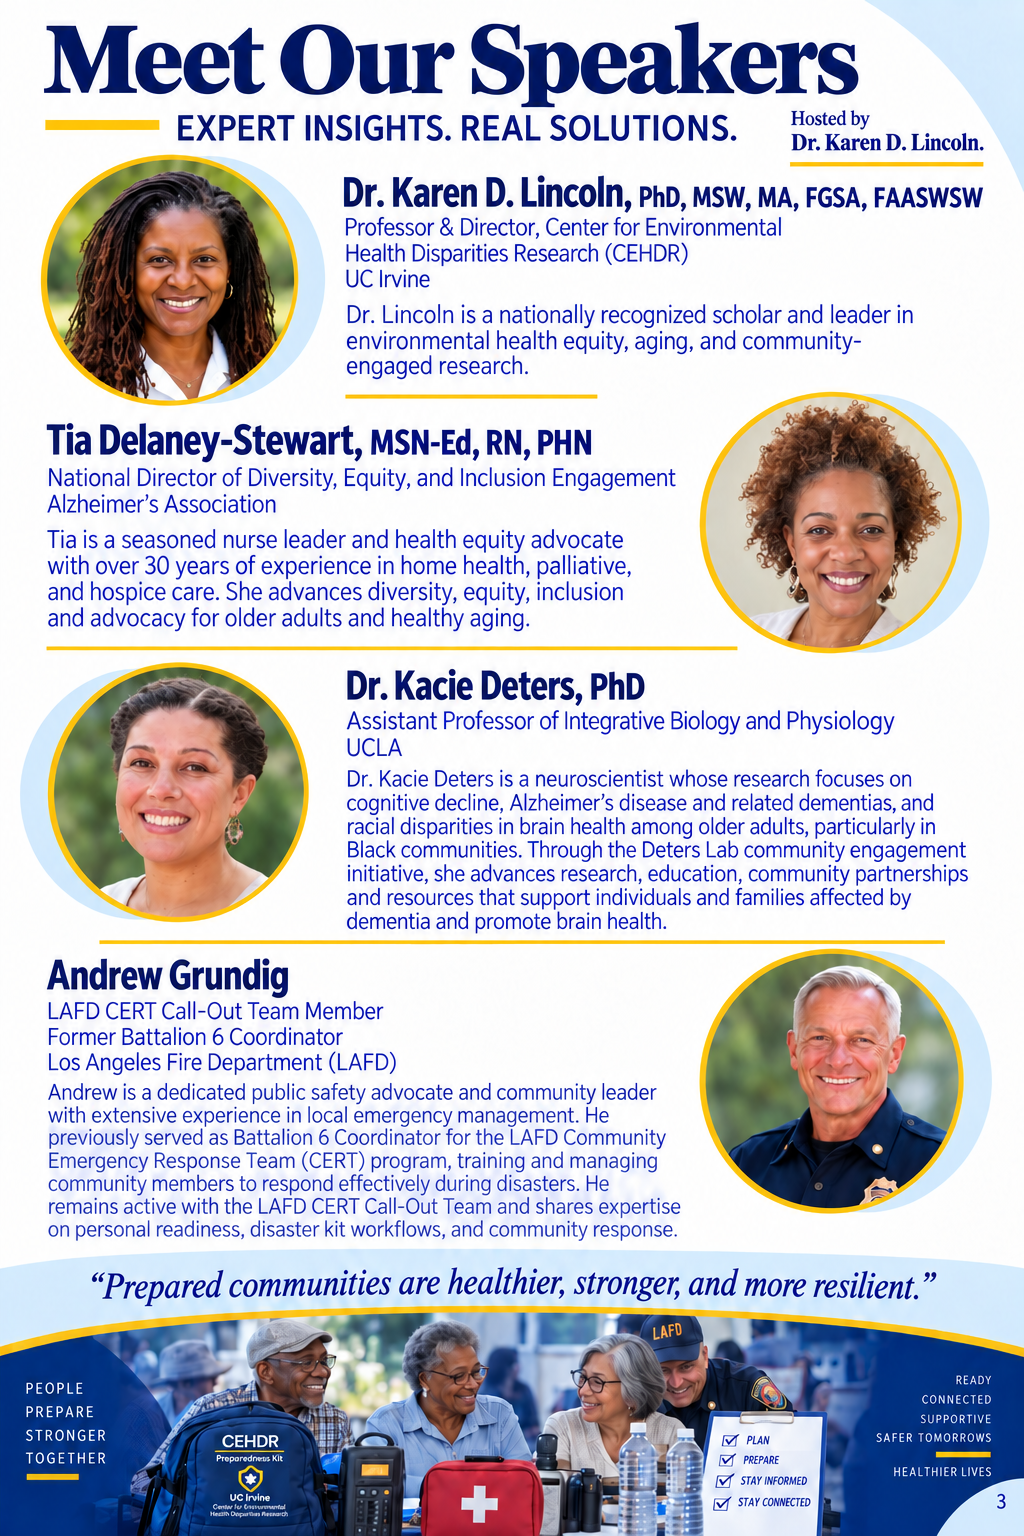 Meet Our Speakers
EXPERT INSIGHTS. REAL SOLUTIONS.
Hosted by
Dr. Karen D. Lincoln.
Dr. Karen D. Lincoln, PhD, MSW, MA, FGSA, FAASWSW
Professor & Director, Center for Environmental
Health Disparities Research (CEHDR)
UC Irvine
Dr. Lincoln is a nationally recognized scholar and leader in
environmental health equity, aging, and community-
engaged research.
Tia Delaney-Stewart, MSN-Ed, RN, PHN
National Director of Diversity, Equity, and Inclusion Engagement
Alzheimer's Association
Tia is a seasoned nurse leader and health equity advocate
with over 30 years of experience in home health, palliative,
and hospice care. She advances diversity, equity, inclusion
and advocacy for older adults and healthy aging.
Dr. Kacie Deters, PhD
Assistant Professor of Integrative Biology and Physiology
UCLA
Dr. Kacie Deters is a neuroscientist whose research focuses on
cognitive decline, Alzheimer's disease and related dementias, and
racial disparities in brain health among older adults, particularly in
Black communities. Through the Deters Lab community engagement
initiative, she advances research, education, community partnerships
and resources that support individuals and families affected by
dementia and promote brain health.
Andrew Grundig
LAFD CERT Call-Out Team Member
Former Battalion 6 Coordinator
Los Angeles Fire Department (LAFD)
Andrew is a dedicated public safety advocate and community leader
with extensive experience in local emergency management. He
previously served as Battalion 6 Coordinator for the LAFD Community
Emergency Response Team (CERT) program, training and managing
community members to respond effectively during disasters. He
remains active with the LAFD CERT Call-Out Team and shares expertise
on personal readiness, disaster kit workflows, and community response.
“Prepared communities are healthier, stronger, and more resilient.”
PEOPLE
PREPARE
STRONGER
TOGETHER
CEHDR
Preparedness Kit
UC Irvine
Center for Environmental
Health Disparities Research
LAFD
PLAN
PREPARE
STAY INFORMED
STAY CONNECTED
READY
CONNECTED
SUPPORTIVE
SAFER TOMORROWS
HEALTHIER LIVES
3